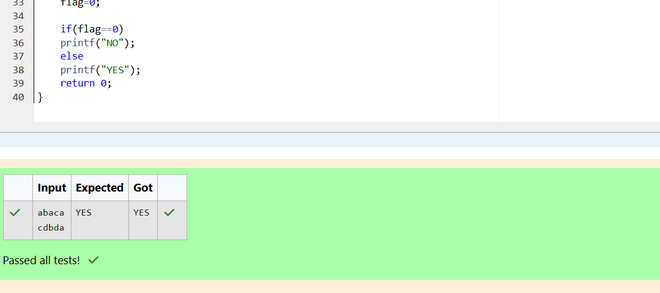 33 flag=0;
34
35 if(flag==0)
36 printf("NO");
37 else
38 printf("YES");
39 return 0;
40 }
Input Expected Got
abaca YES YES
cdbda
Passed all tests!